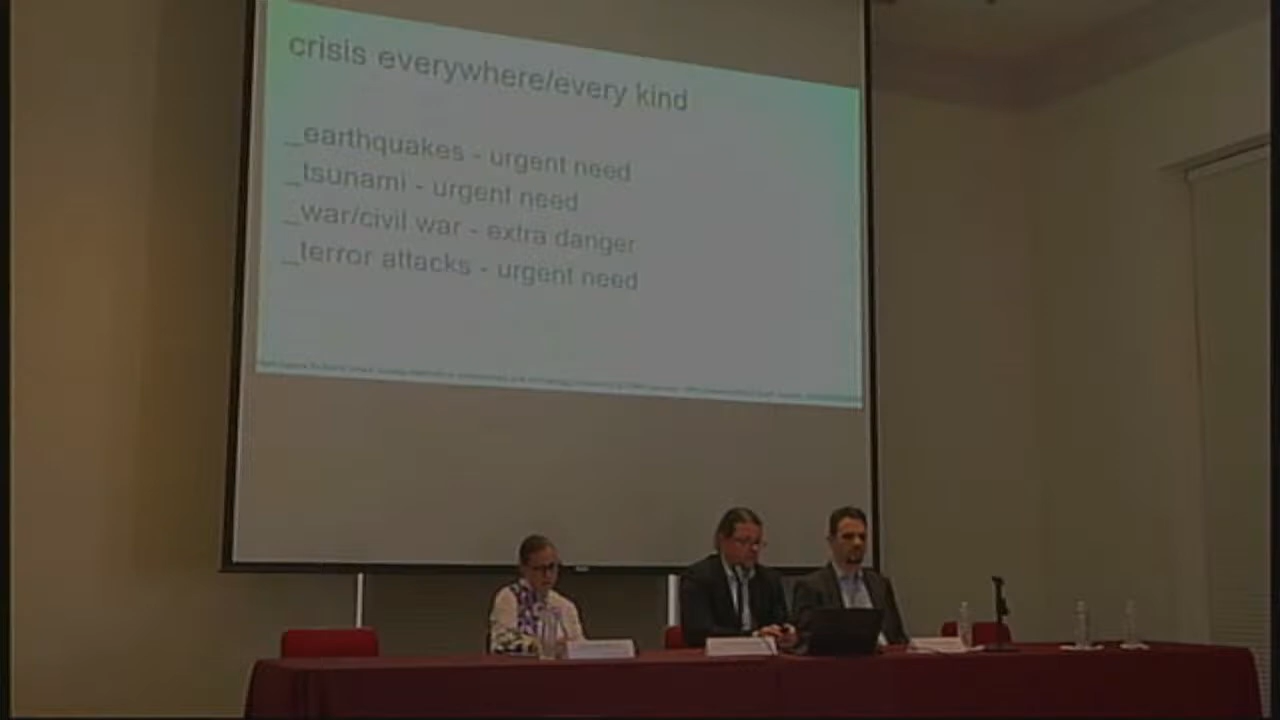 crisis everywhere/every kind
_earthquakes - urgent need
_tsunami - urgent need
_war/civil war - extra danger
_terror attacks - urgent need